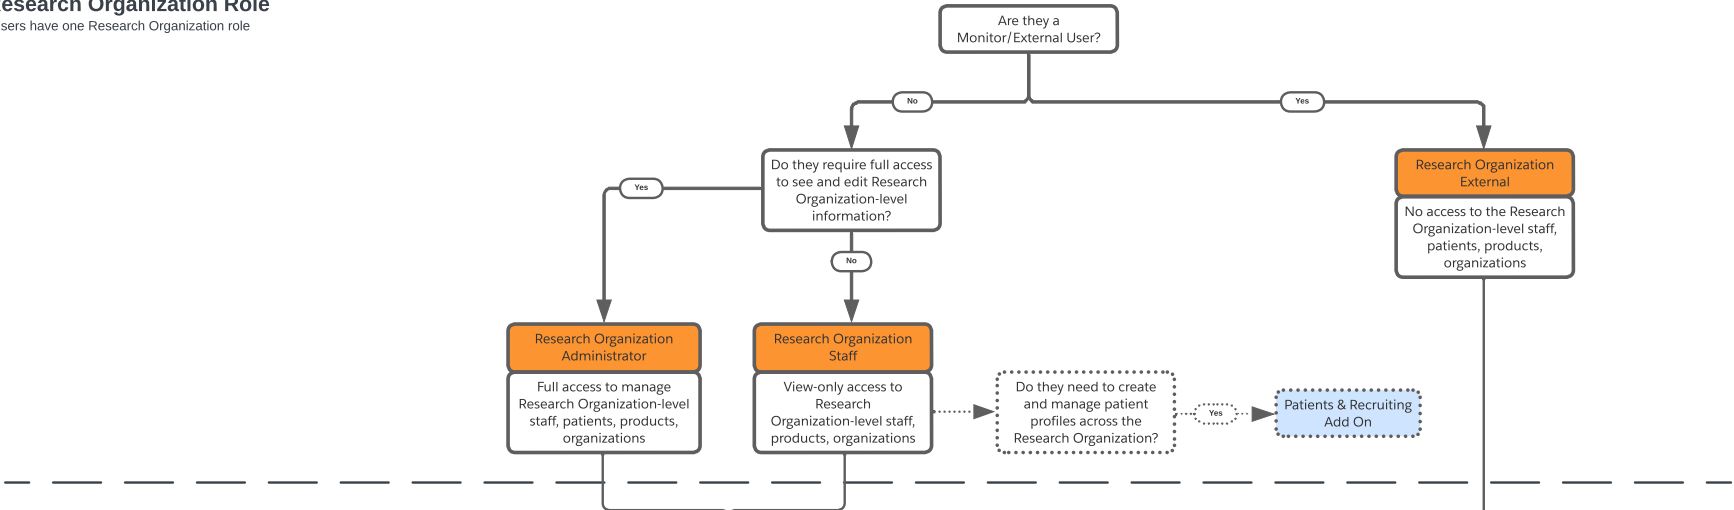 esearch Organization Role
sers have one Research Organization role
Are they a
Monitor/External User?
No
Yes
Do they require full access
to see and edit Research
Organization-level
information?
Research Organization
External
No access to the Research
Organization-level staff,
patients, products,
organizations
Yes
No
Research Organization
Administrator
Full access to manage
Research Organization-level
staff, patients, products,
organizations
Research Organization
Staff
View-only access to
Research
Organization-level staff,
products, organizations
Do they need to create
and manage patient
profiles across the
Research Organization?
Yes
Patients & Recruiting
Add On